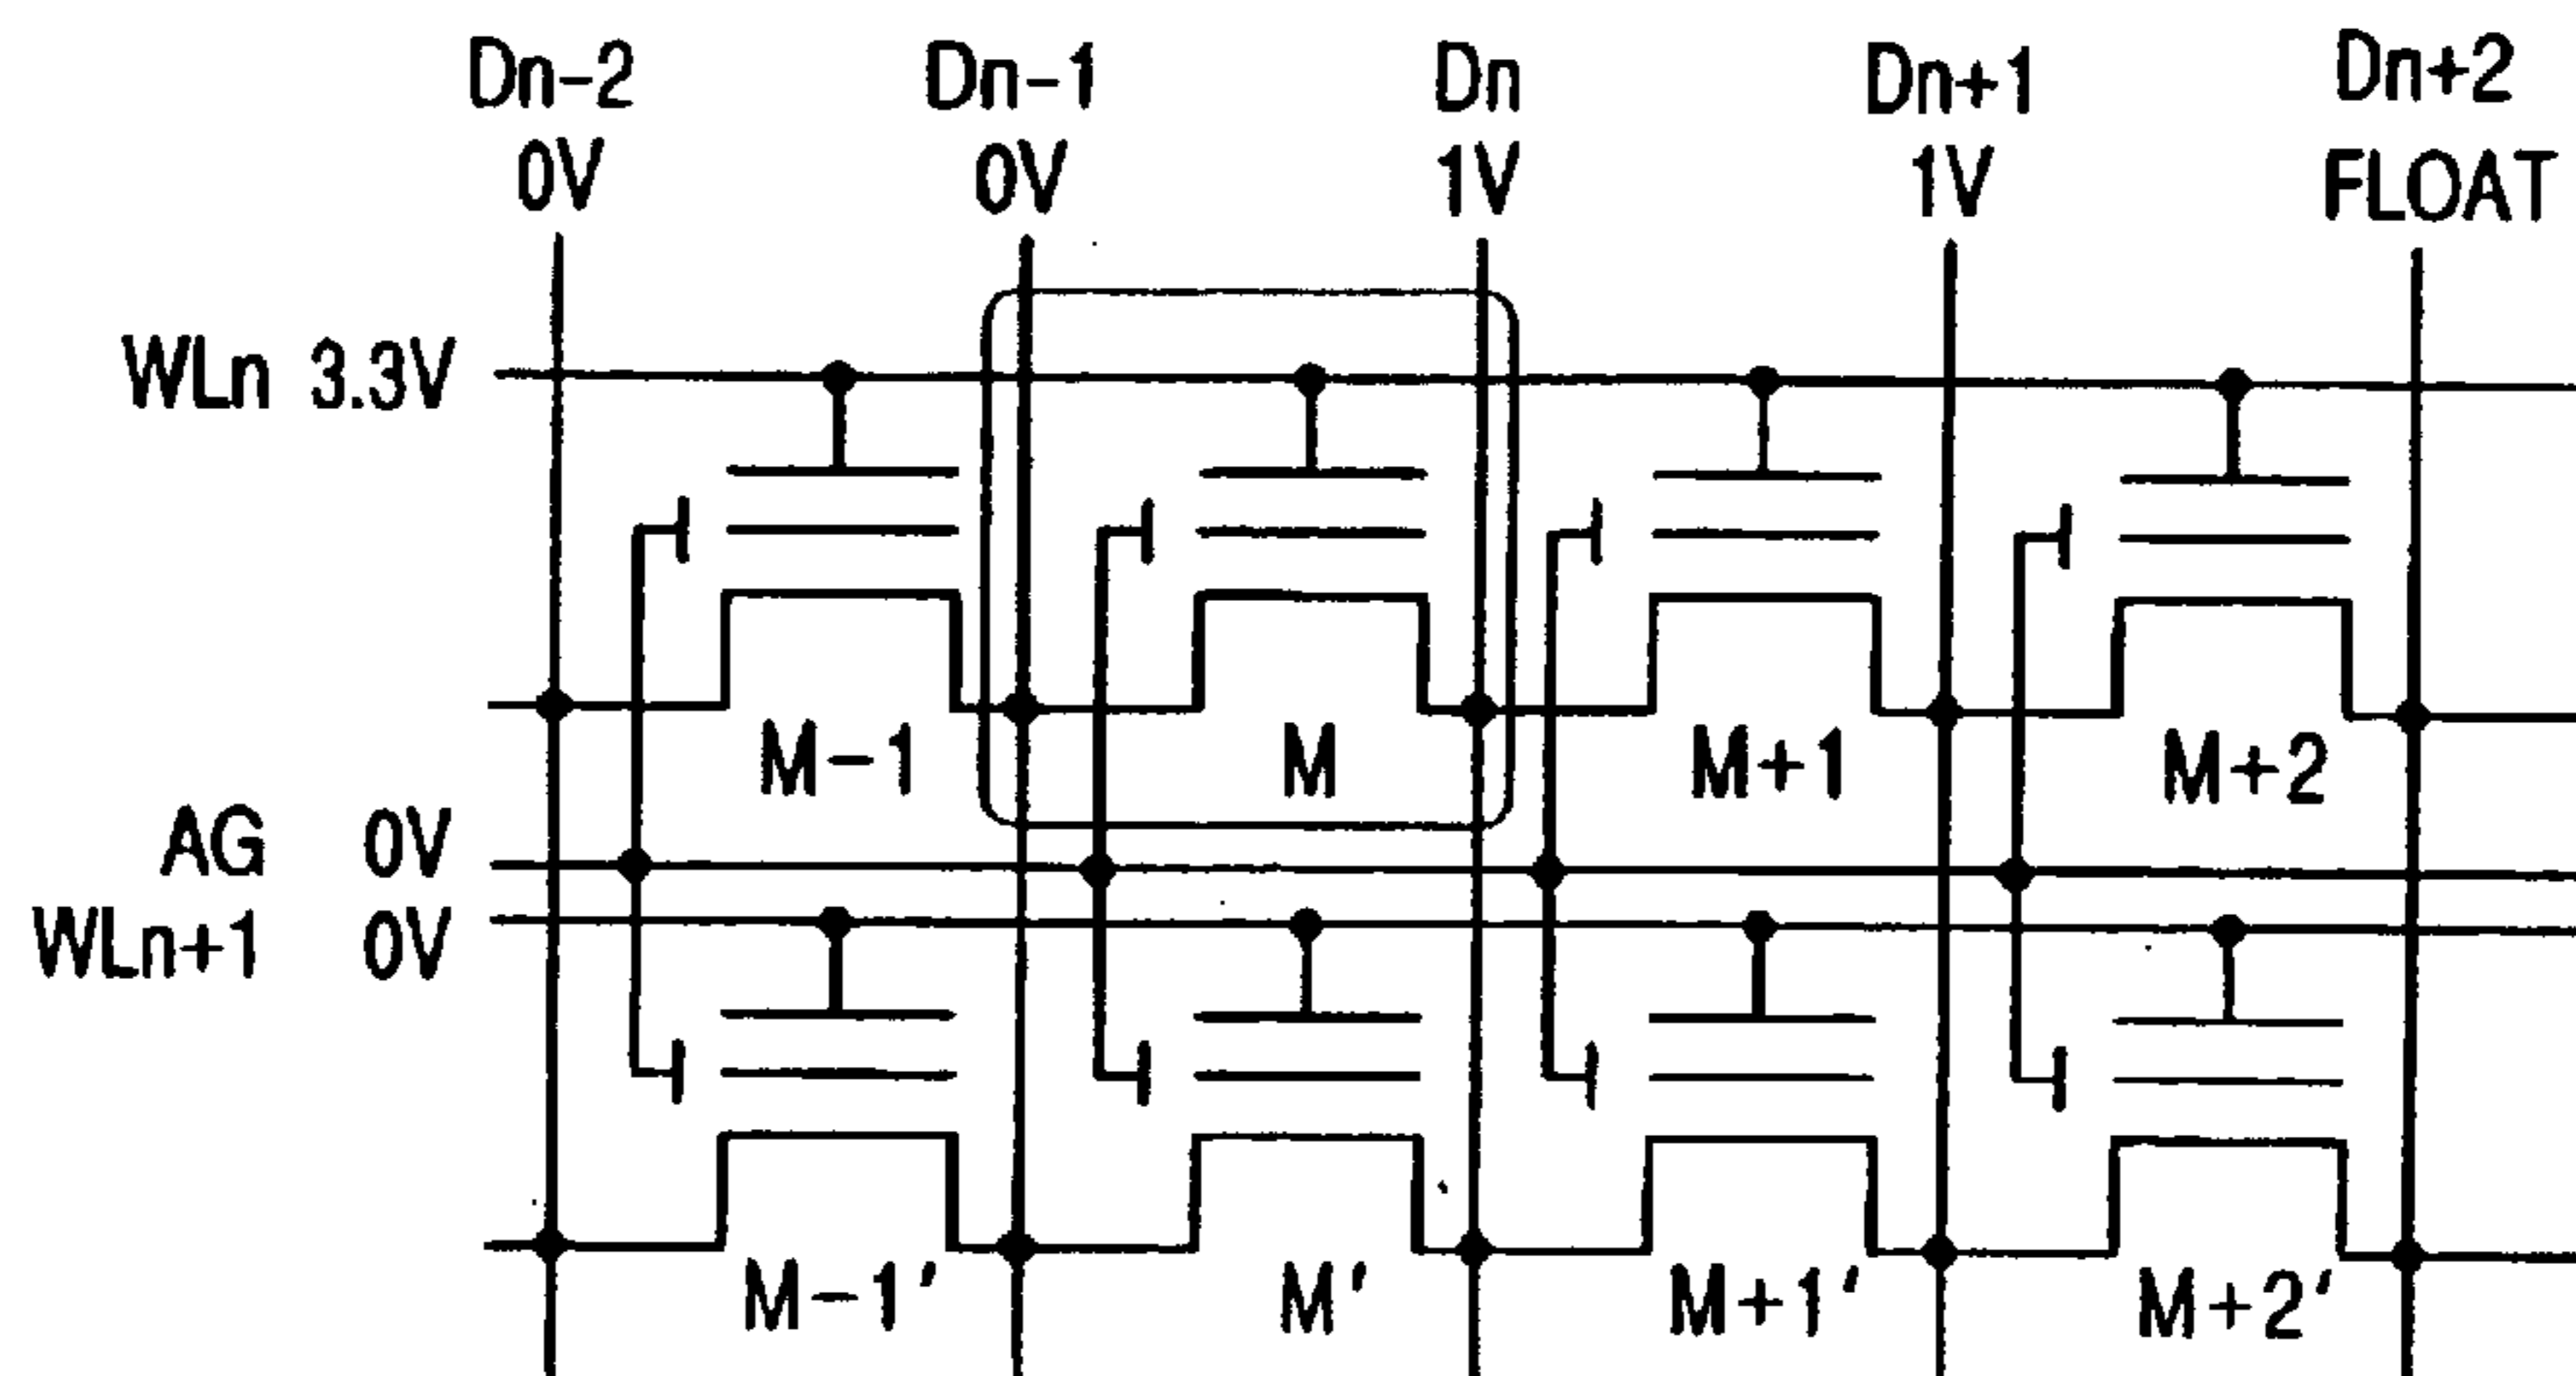 Dn-2 Dn-1 Dn Dn+1 Dn+2
0V 0V 1V 1V FLOAT
WLn 3.3V
M-1 M M+1 M+2
AG 0V
WLn+1 0V
M-1' M' M+1' M+2'